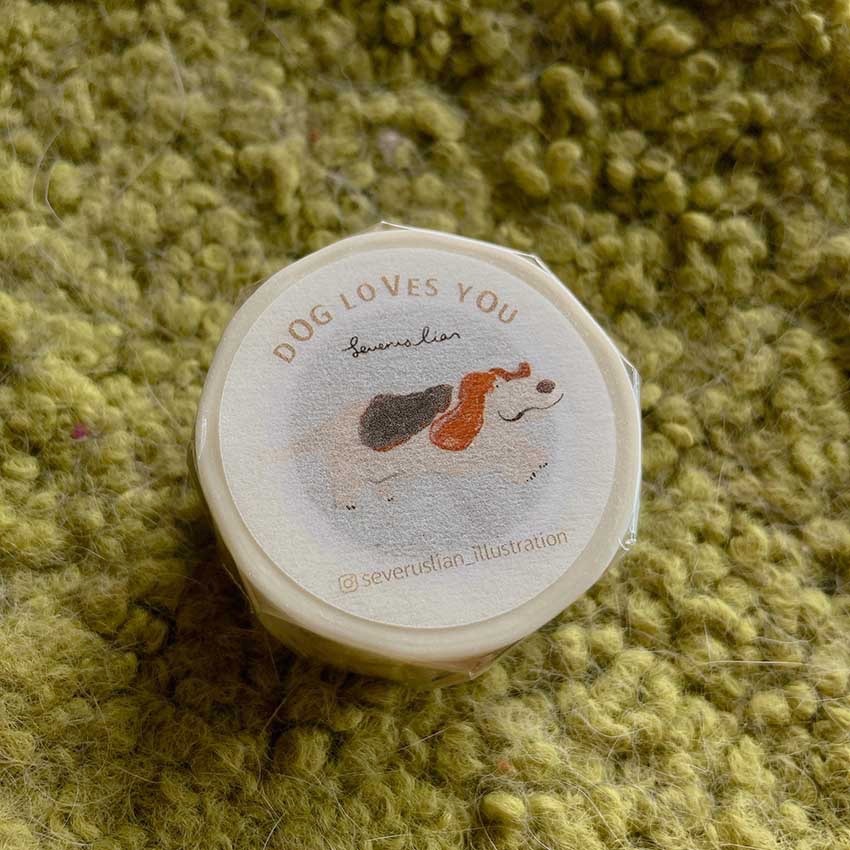 DOG LOVES YOU
Severus Lian
severuslian_illustration